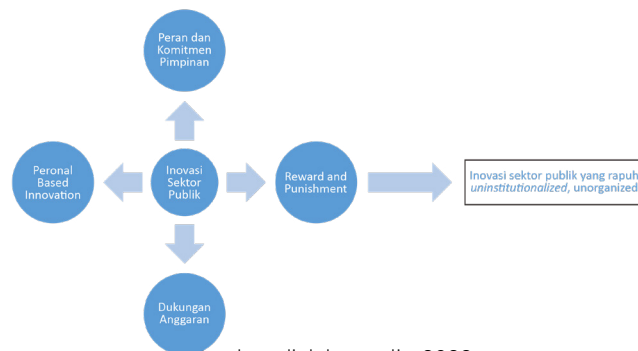 Peran dan
Komitmen
Pimpinan
Peronal
Based
Innovation
Inovasi
Sektor
Publik
Reward and
Punishment
Inovasi sektor publik yang rapuh
uninstitutionalized, unorganized
Dukungan
Anggaran